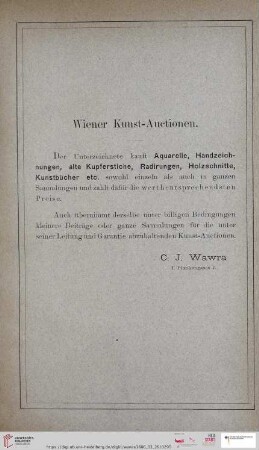 Wiener Kunst-Auctionen.
Der Unterzeichnete kauft Aquarelle, Handzeich-
nungen, alte Kupferstiche, Radirungen, Holzschnitte,
Kunstbücher etc. sowohl einzeln als auch in ganzen
Sammlungen und zahlt dafür die werthentsprechendsten
Preise.
Auch übernimmt derselbe unter billigen Bedingungen
kleinere Beiträge oder ganze Sammlungen für die unter
seiner Leitung und Garantie abzuhaltenden Kunst-Auctionen.
C. J. Wawra